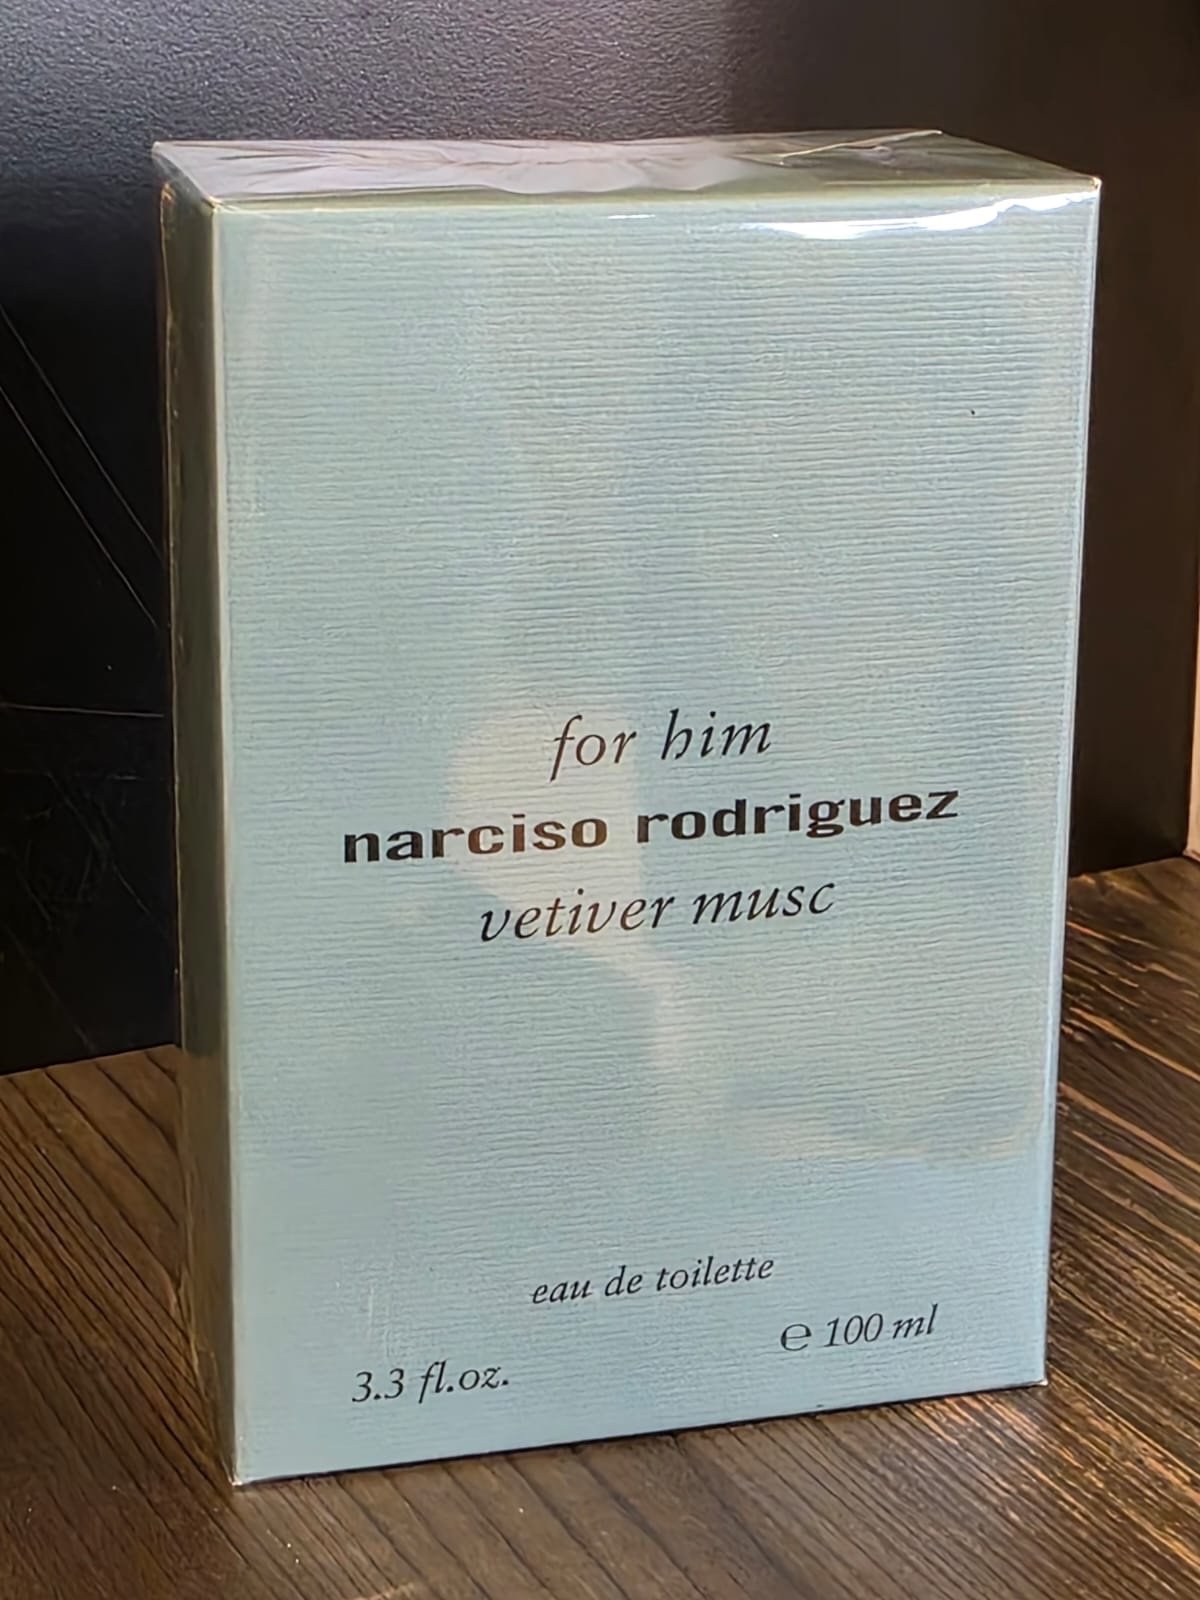 for him
narciso rodriguez
vetiver musc
eau de toilette
℮ 100 ml
3.3 fl.oz.